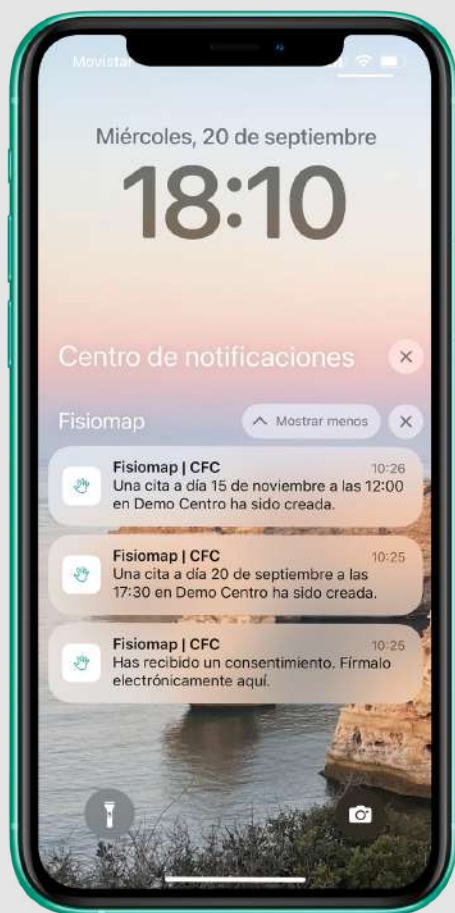 Movistar
Miércoles, 20 de septiembre
18:10
Centro de notificaciones
Fisiomap
Mostrar menos
Fisiomap | CFC 10:26
Una cita a día 15 de noviembre a las 12:00
en Demo Centro ha sido creada.
Fisiomap | CFC 10:25
Una cita a día 20 de septiembre a las
17:30 en Demo Centro ha sido creada.
Fisiomap | CFC 10:25
Has recibido un consentimiento. Fírmalo
electrónicamente aquí.